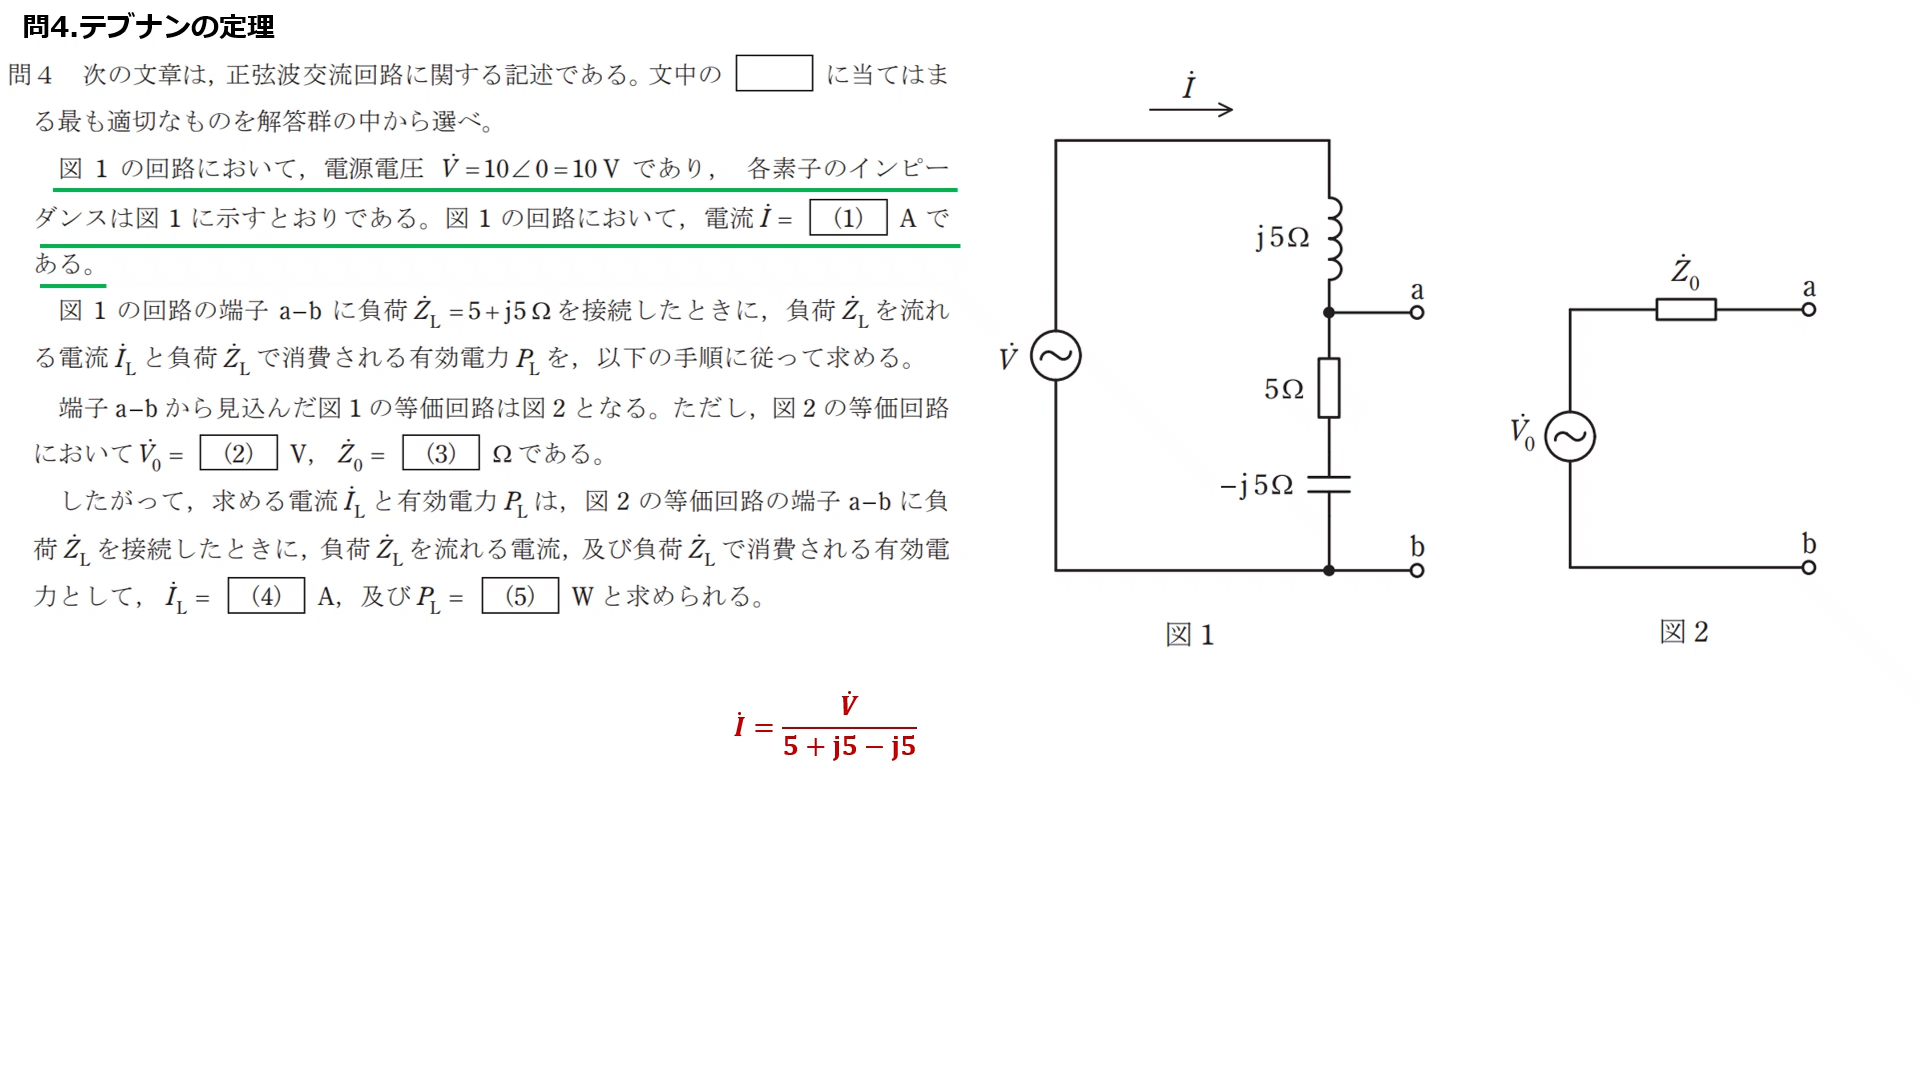 問4.テブナンの定理
問４　次の文章は，正弦波交流回路に関する記述である。文中の　　　に当てはま
る最も適切なものを解答群の中から選べ。
図 1 の回路において，電源電圧 V̇ =10∠0=10 V であり，　各素子のインピー
ダンスは図 1 に示すとおりである。図 1 の回路において，電流 İ = （1） A で
ある。
図 1 の回路の端子 a−b に負荷 Ż_L =5+j5 Ω を接続したときに，負荷 Ż_L を流れ
る電流 İ_L と負荷 Ż_L で消費される有効電力 P_L を，以下の手順に従って求める。
端子 a−b から見込んだ図 1 の等価回路は図 2 となる。ただし，図 2 の等価回路
において V̇_0 = （2） V， Ż_0 = （3） Ω である。
したがって，求める電流 İ_L と有効電力 P_L は，図 2 の等価回路の端子 a−b に負
荷 Ż_L を接続したときに，負荷 Ż_L を流れる電流，及び負荷 Ż_L で消費される有効電
力として， İ_L = （4） A，及び P_L = （5） W と求められる。
İ = V̇ / 5 + j5 − j5
İ
j5Ω
a
V̇
5Ω
−j5Ω
b
図 1
Ż_0
a
V̇_0
b
図 2